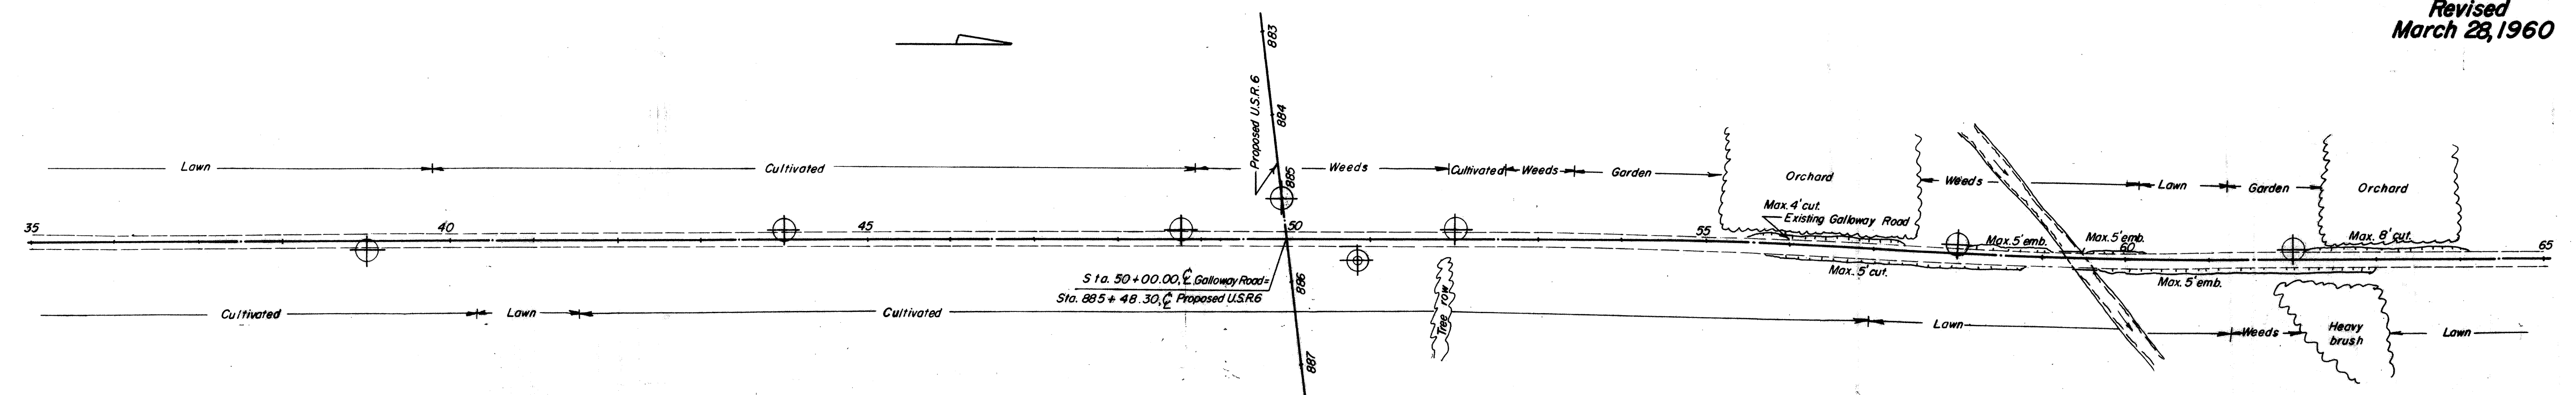 Revised
March 28, 1960
883
884
885
886
887
Proposed U.S.R.6
Lawn
Cultivated
Weeds
Cultivated
Weeds
Garden
Orchard
Weeds
Lawn
Garden
Orchard
Max. 4' cut.
Existing Galloway Road
Max. 5' emb.
Max. 5' emb.
Max. 8' cut.
35
40
45
50
55
60
65
Max. 5' cut.
Max. 5' emb.
Sta. 50+00.00, ℄ Galloway Road=
Sta. 885+48.30, ℄ Proposed U.S.R.6
Tree row
Cultivated
Lawn
Cultivated
Lawn
Weeds
Heavy
brush
Lawn